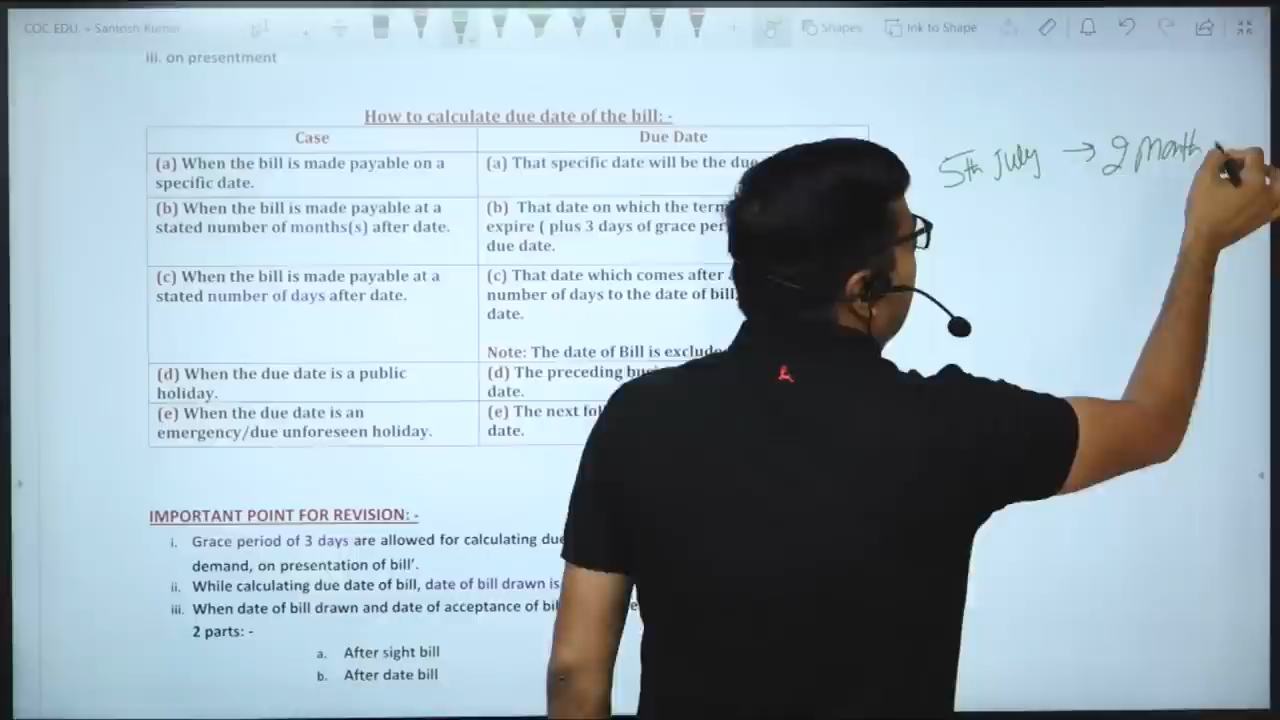 COC.EDU. - Santosh Kumar
Shapes
Ink to Shape
iii. on presentment
How to calculate due date of the bill: -
Case
Due Date
(a) When the bill is made payable on a
specific date.
(a) That specific date will be the due
(b) When the bill is made payable at a
stated number of months(s) after date.
(b) That date on which the term
expire ( plus 3 days of grace per
due date.
(c) When the bill is made payable at a
stated number of days after date.
(c) That date which comes after
number of days to the date of bill,
date.
Note: The date of Bill is exclude
(d) When the due date is a public
holiday.
(d) The preceding bus
date.
(e) When the due date is an
emergency/due unforeseen holiday.
(e) The next fol
date.
5th July → 2 Month
IMPORTANT POINT FOR REVISION: -
i. Grace period of 3 days are allowed for calculating due
demand, on presentation of bill'.
ii. While calculating due date of bill, date of bill drawn is
iii. When date of bill drawn and date of acceptance of bil
2 parts: -
a. After sight bill
b. After date bill